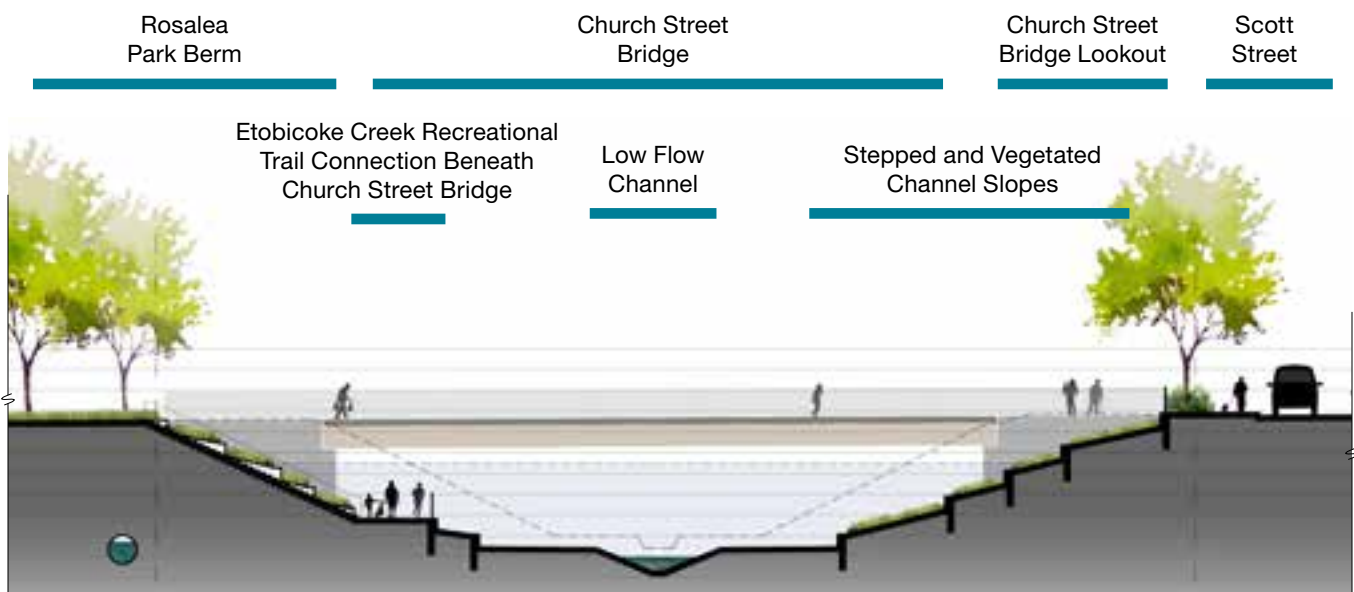 Rosalea
Park Berm
Church Street
Bridge
Church Street
Bridge Lookout
Scott
Street
Etobicoke Creek Recreational
Trail Connection Beneath
Church Street Bridge
Low Flow
Channel
Stepped and Vegetated
Channel Slopes